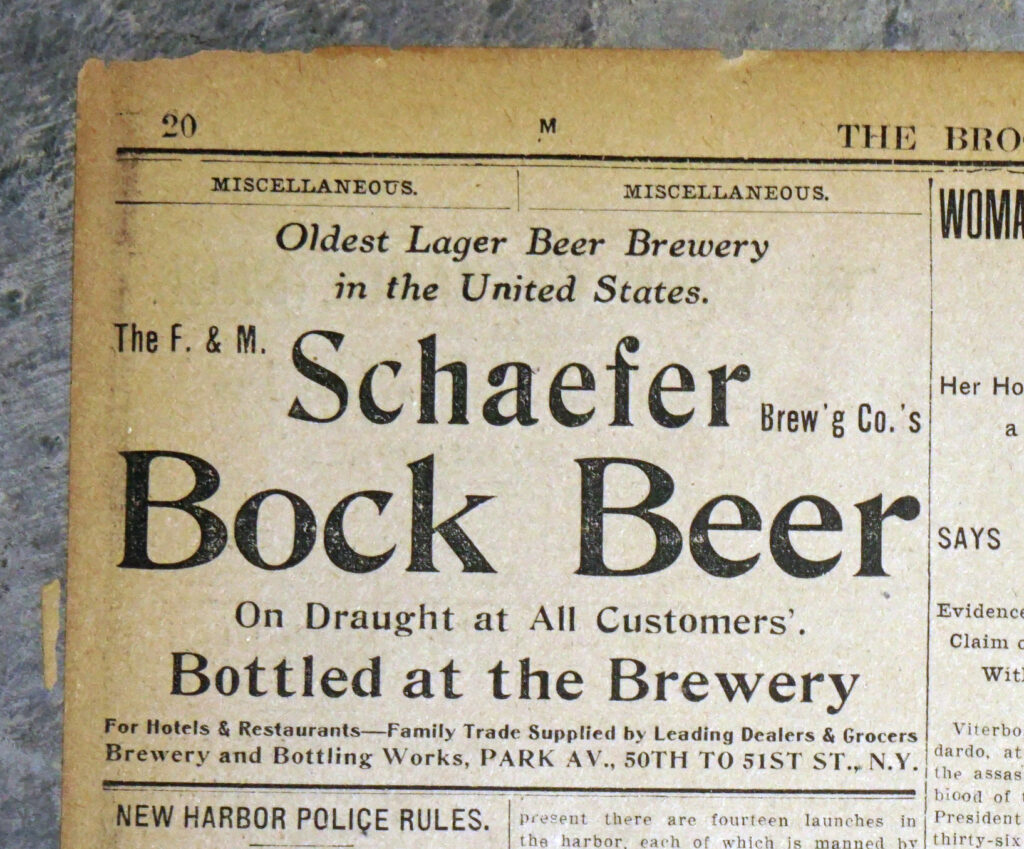 20 M THE BRO
MISCELLANEOUS. MISCELLANEOUS.
Oldest Lager Beer Brewery
in the United States.
The F. & M. Schaefer Brew'g Co.'s
Bock Beer
On Draught at All Customers'.
Bottled at the Brewery
For Hotels & Restaurants—Family Trade Supplied by Leading Dealers & Grocers
Brewery and Bottling Works, PARK AV., 50TH TO 51ST ST., N.Y.
NEW HARBOR POLICE RULES.
present there are fourteen launches in
the harbor, each of which is manned by
WOMA
Her Ho
a
SAYS
Evidence
Claim
With
Viterbo
dardo, at
the assas
blood of
President
thirty-six